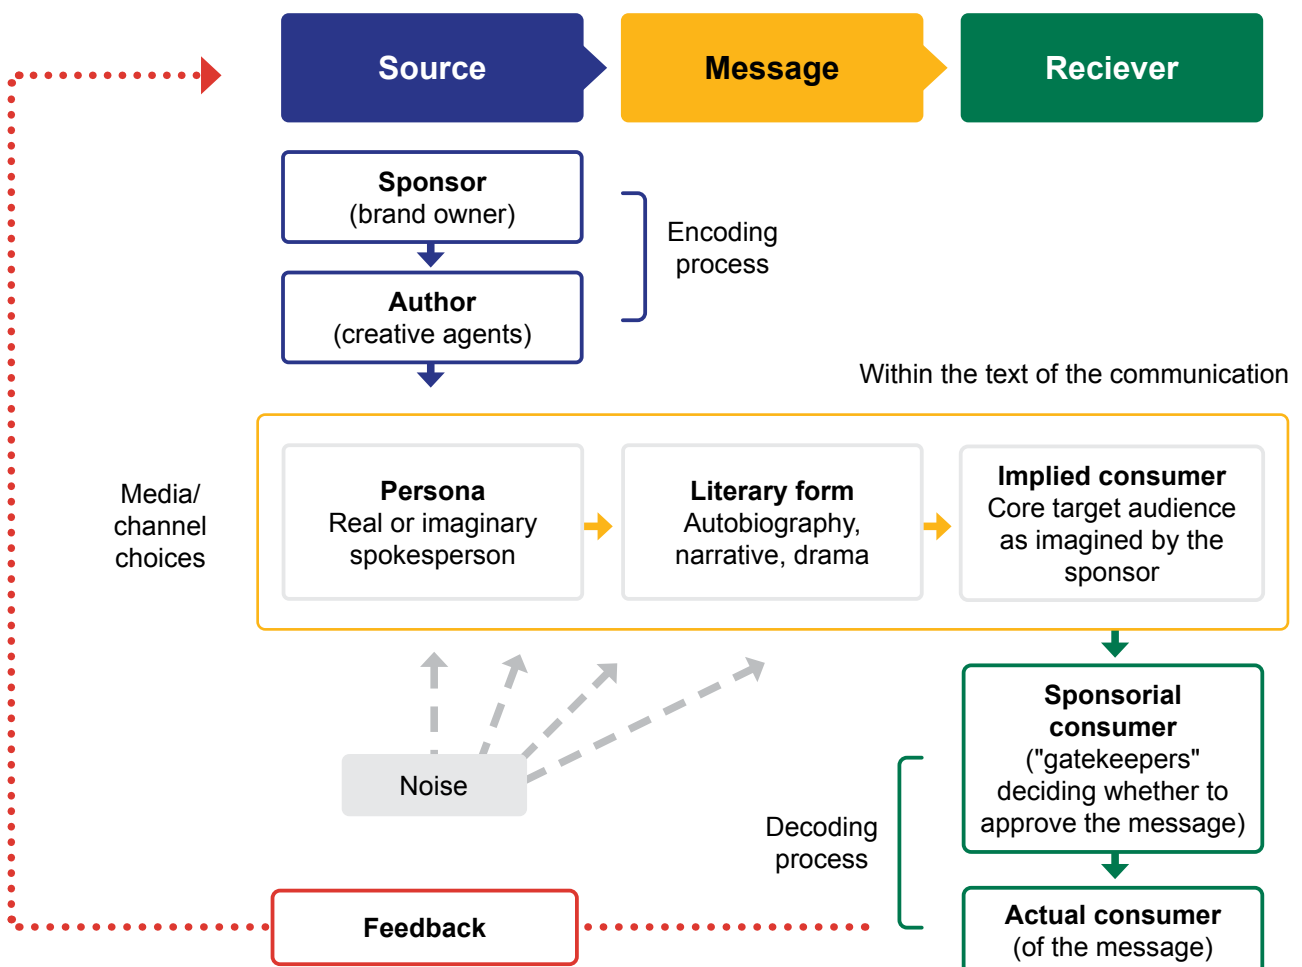 Source
Message
Reciever
Sponsor
(brand owner)
Encoding
process
Author
(creative agents)
Within the text of the communication
Media/
channel
choices
Persona
Real or imaginary
spokesperson
Literary form
Autobiography,
narrative, drama
Implied consumer
Core target audience
as imagined by the
sponsor
Noise
Sponsorial
consumer
("gatekeepers"
deciding whether to
approve the message)
Decoding
process
Feedback
Actual consumer
(of the message)